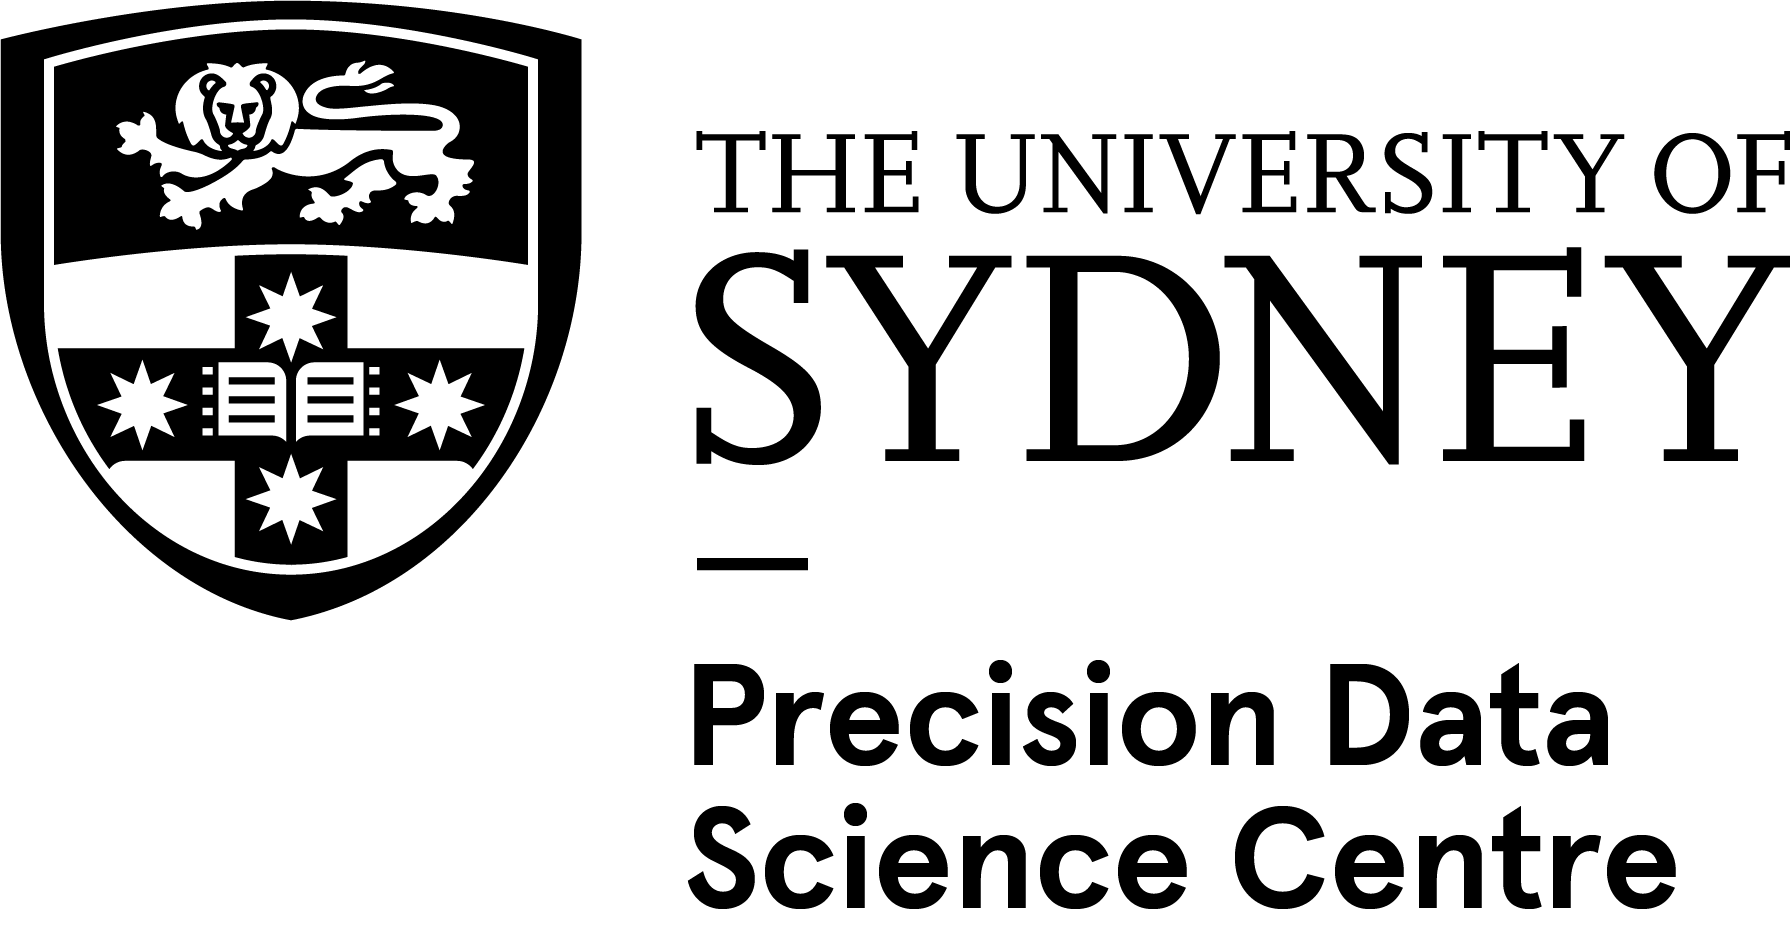 THE UNIVERSITY OF
SYDNEY
Precision Data
Science Centre